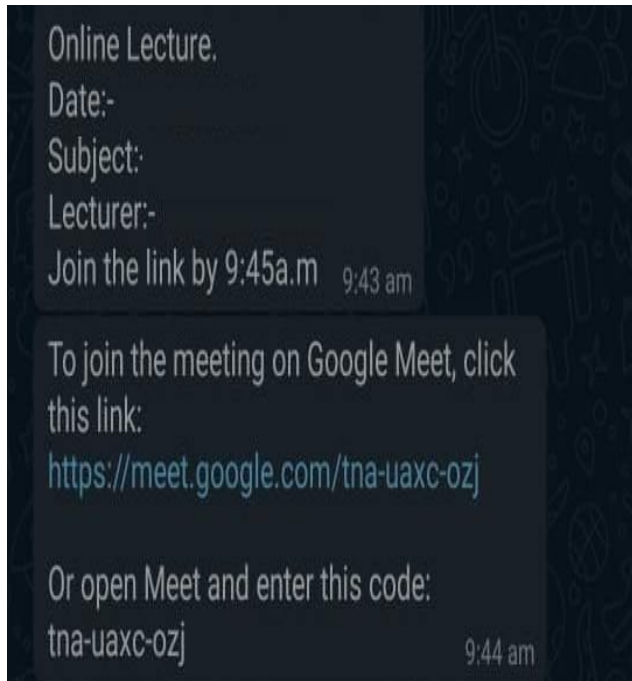 Online Lecture.
Date:-
Subject:-
Lecturer:-
Join the link by 9:45a.m 9:43 am
To join the meeting on Google Meet, click
this link:
https://meet.google.com/tna-uaxc-ozj
Or open Meet and enter this code:
tna-uaxc-ozj 9:44 am